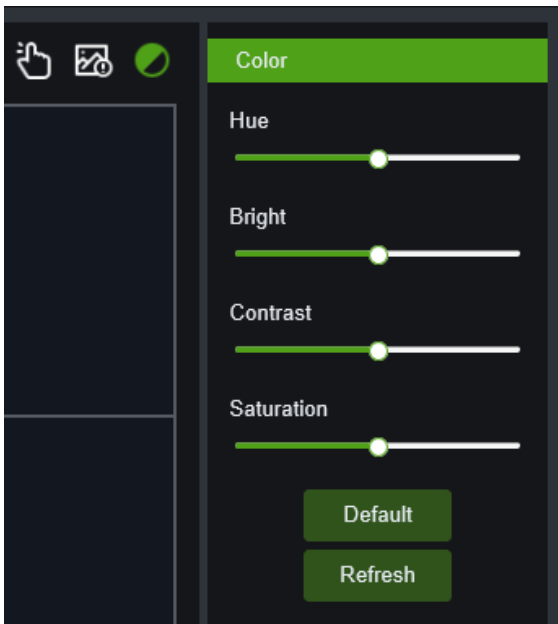 Color
Hue
Bright
Contrast
Saturation
Default
Refresh